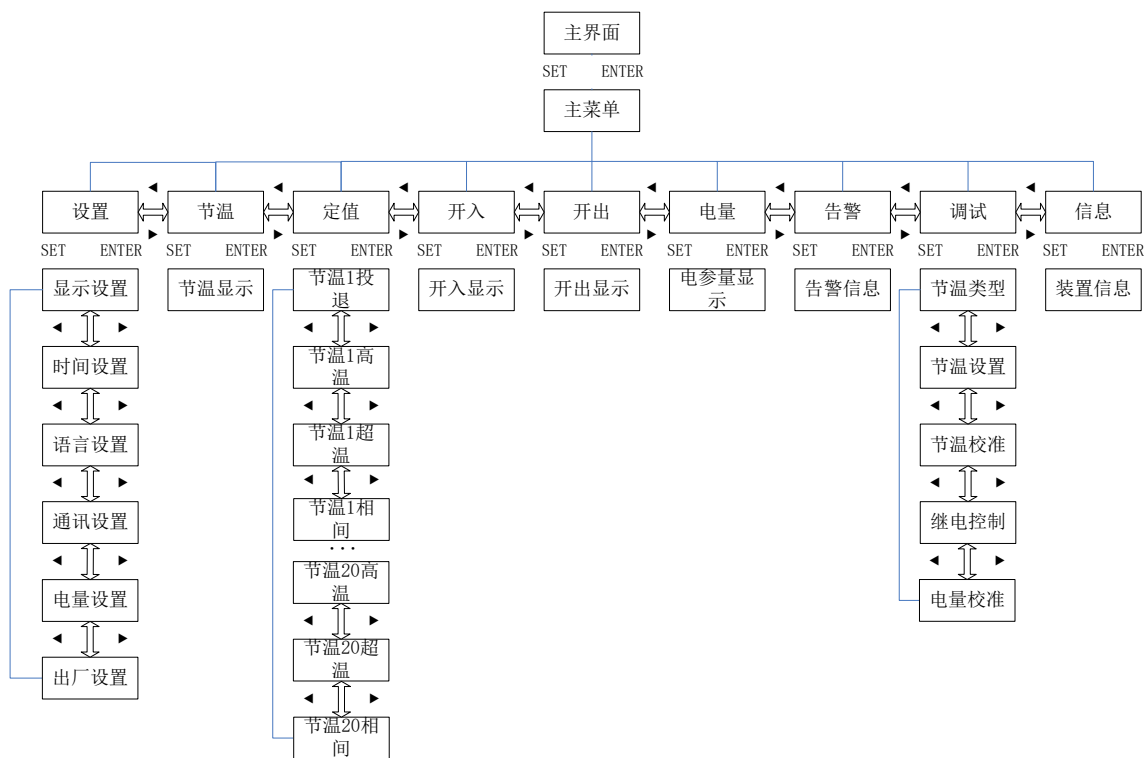 主界面
SET ENTER
主菜单
◄ ◄ ◄ ◄ ◄ ◄ ◄ ◄
设置 节温 定值 开入 开出 电量 告警 调试 信息
► ► ► ► ► ► ► ►
SET ENTER SET ENTER SET ENTER SET ENTER SET ENTER SET ENTER SET ENTER SET ENTER SET ENTER
显示设置 节温显示 节温1投
退 开入显示 开出显示 电参量显
示 告警信息 节温类型 装置信息
◄ ► ◄ ► ◄ ►
时间设置 节温1高
温 节温设置
◄ ► ◄ ► ◄ ►
语言设置 节温1超
温 节温校准
◄ ► ◄ ► ◄ ►
通讯设置 节温1相
间 继电控制
...
◄ ► ◄ ►
电量设置 节温20高
温 电量校准
◄ ► ◄ ►
出厂设置 节温20超
温
◄ ►
节温20相
间